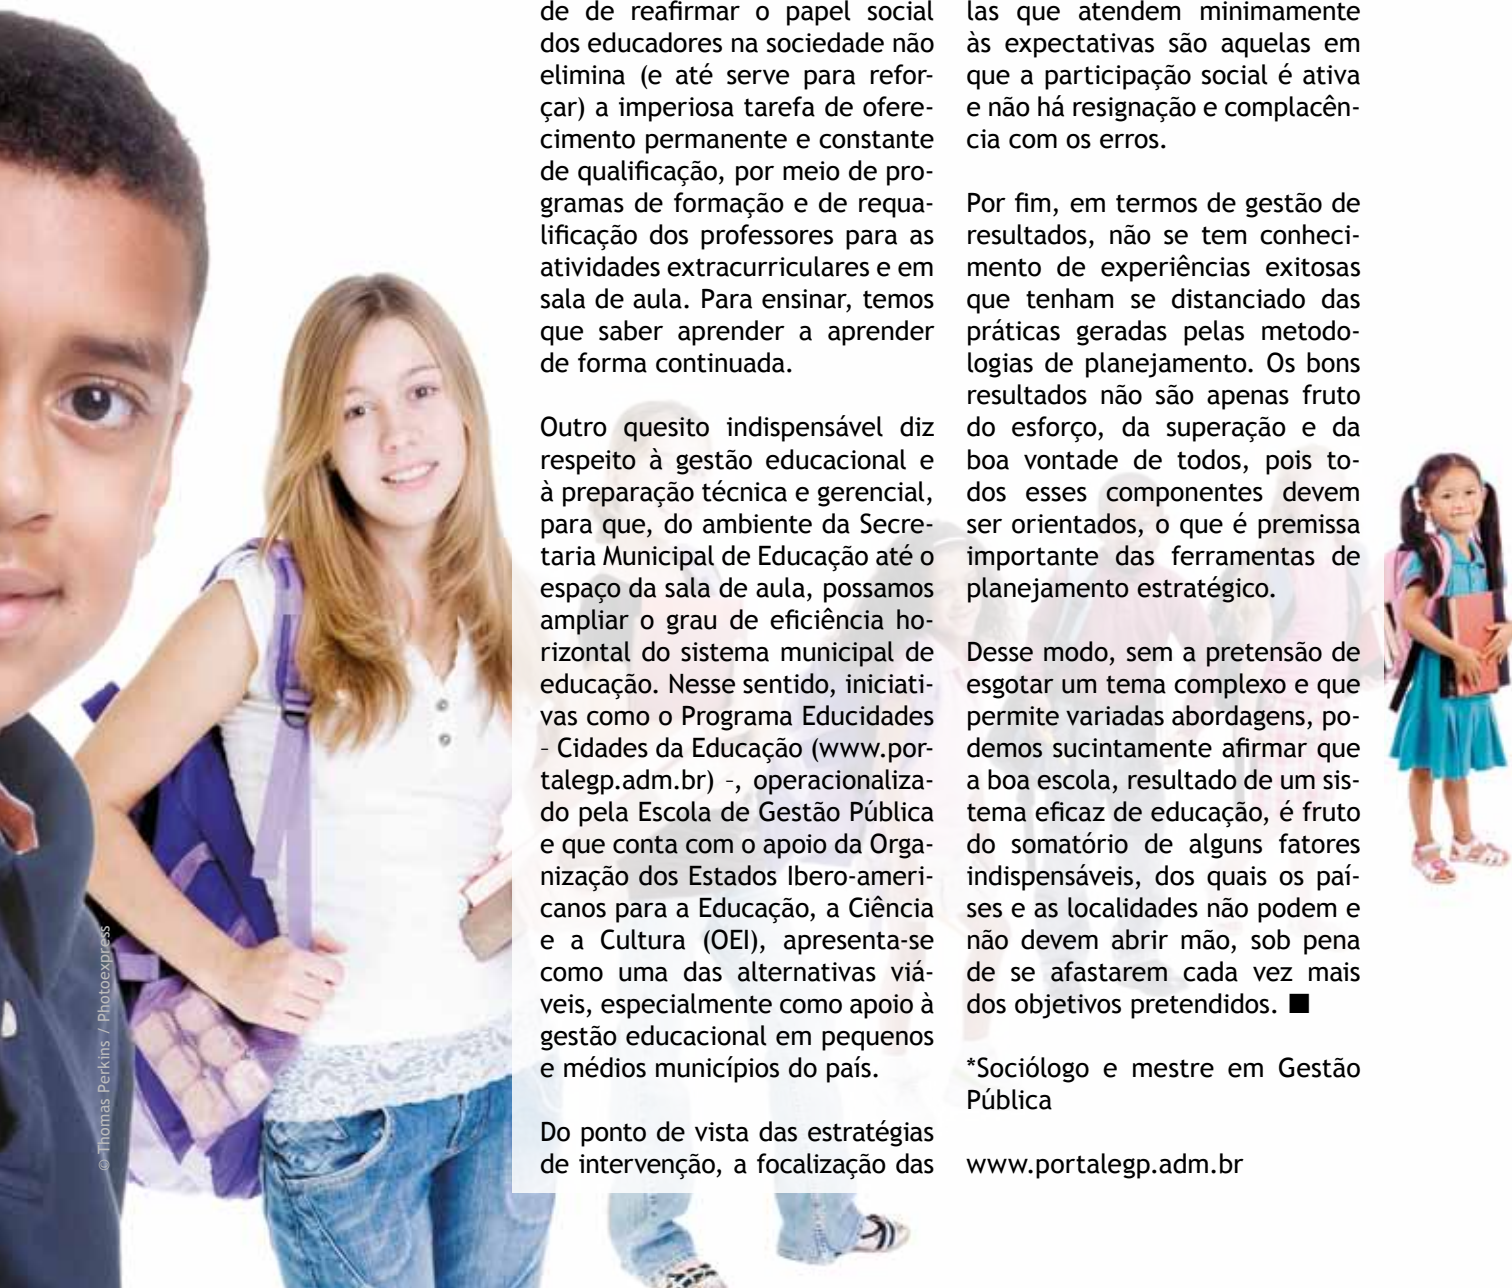 de de reafirmar o papel social
dos educadores na sociedade não
elimina (e até serve para refor-
çar) a imperiosa tarefa de ofere-
cimento permanente e constante
de qualificação, por meio de pro-
gramas de formação e de requa-
lificação dos professores para as
atividades extracurriculares e em
sala de aula. Para ensinar, temos
que saber aprender a aprender
de forma continuada.
Outro quesito indispensável diz
respeito à gestão educacional e
à preparação técnica e gerencial,
para que, do ambiente da Secre-
taria Municipal de Educação até o
espaço da sala de aula, possamos
ampliar o grau de eficiência ho-
rizontal do sistema municipal de
educação. Nesse sentido, iniciati-
vas como o Programa Educidades
– Cidades da Educação (www.por-
talegp.adm.br) –, operacionaliza-
do pela Escola de Gestão Pública
e que conta com o apoio da Orga-
nização dos Estados Ibero-ameri-
canos para a Educação, a Ciência
e a Cultura (OEI), apresenta-se
como uma das alternativas viá-
veis, especialmente como apoio à
gestão educacional em pequenos
e médios municípios do país.
Do ponto de vista das estratégias
de intervenção, a focalização das
las que atendem minimamente
às expectativas são aquelas em
que a participação social é ativa
e não há resignação e complacên-
cia com os erros.
Por fim, em termos de gestão de
resultados, não se tem conheci-
mento de experiências exitosas
que tenham se distanciado das
práticas geradas pelas metodo-
logias de planejamento. Os bons
resultados não são apenas fruto
do esforço, da superação e da
boa vontade de todos, pois to-
dos esses componentes devem
ser orientados, o que é premissa
importante das ferramentas de
planejamento estratégico.
Desse modo, sem a pretensão de
esgotar um tema complexo e que
permite variadas abordagens, po-
demos sucintamente afirmar que
a boa escola, resultado de um sis-
tema eficaz de educação, é fruto
do somatório de alguns fatores
indispensáveis, dos quais os paí-
ses e as localidades não podem e
não devem abrir mão, sob pena
de se afastarem cada vez mais
dos objetivos pretendidos. ■
*Sociólogo e mestre em Gestão
Pública
www.portalegp.adm.br
© Thomas Perkins / Photoexpress